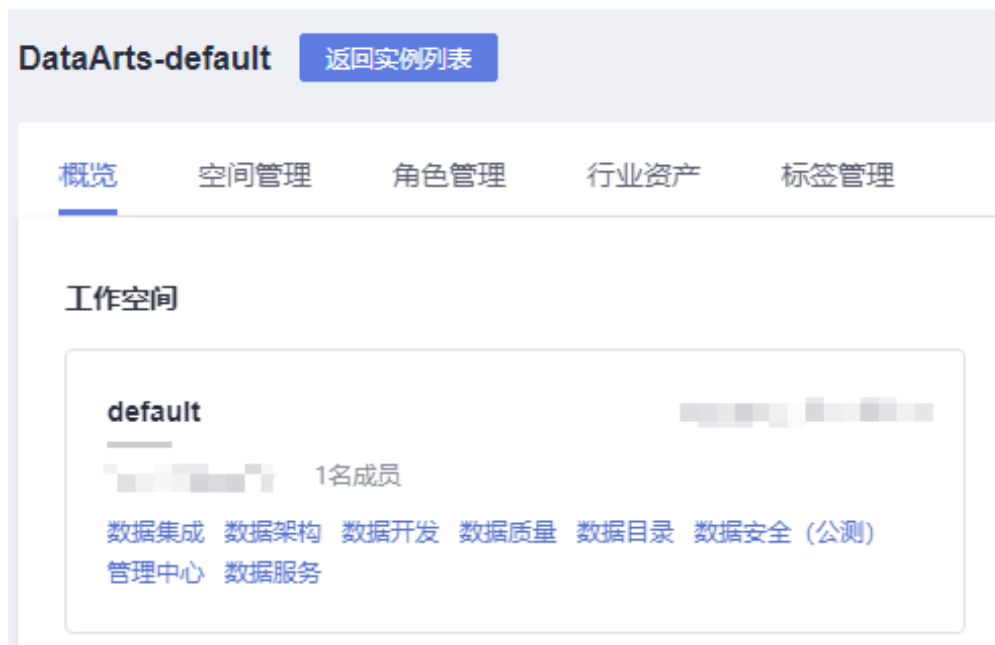 DataArts-default 返回实例列表
概览 空间管理 角色管理 行业资产 标签管理
工作空间
default
1名成员
数据集成 数据架构 数据开发 数据质量 数据目录 数据安全（公测）
管理中心 数据服务